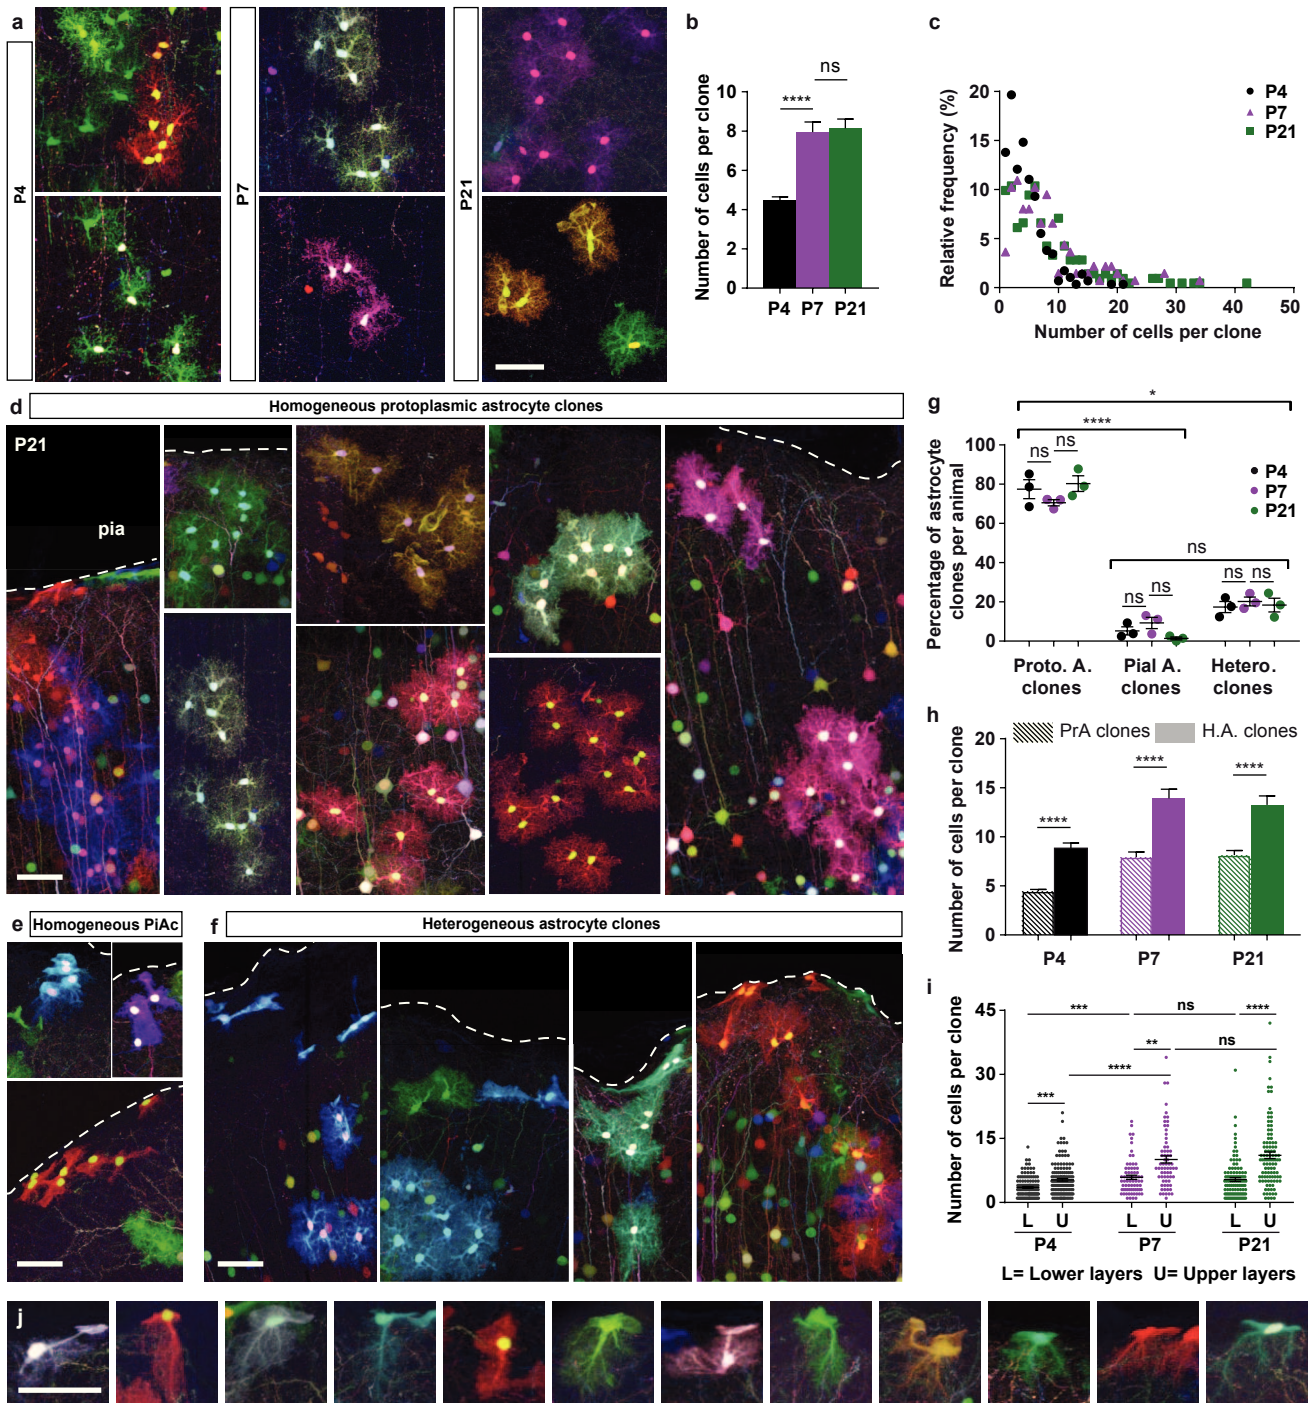 a
P4
P7
P21
b
Number of cells per clone
10
8
6
4
2
0
****
ns
P4 P7 P21
c
Relative frequency (%)
20
15
10
5
0
P4
P7
P21
0 10 20 30 40 50
Number of cells per clone
d
Homogeneous protoplasmic astrocyte clones
P21
pia
e
Homogeneous PiAc
f
Heterogeneous astrocyte clones
g
Percentage of astrocyte
clones per animal
100
80
60
40
20
0
*
****
ns ns
P4
P7
P21
ns
ns ns
ns ns
Proto. A. Pial A. Hetero.
clones clones clones
h
Number of cells per clone
20
15
10
5
0
PrA clones H.A. clones
****
****
****
P4 P7 P21
i
Number of cells per clone
45
30
15
0
*** ns ****
** ns
****
***
L U L U L U
P4 P7 P21
L= Lower layers U= Upper layers
j